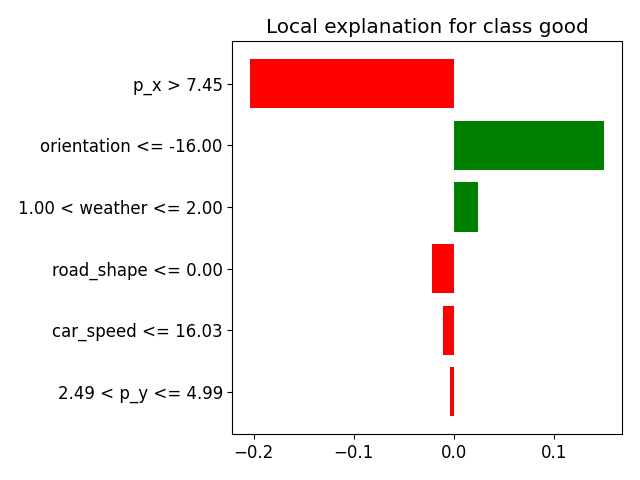 Local explanation for class good
p_x > 7.45
orientation <= -16.00
1.00 < weather <= 2.00
road_shape <= 0.00
car_speed <= 16.03
2.49 < p_y <= 4.99
−0.2 −0.1 0.0 0.1